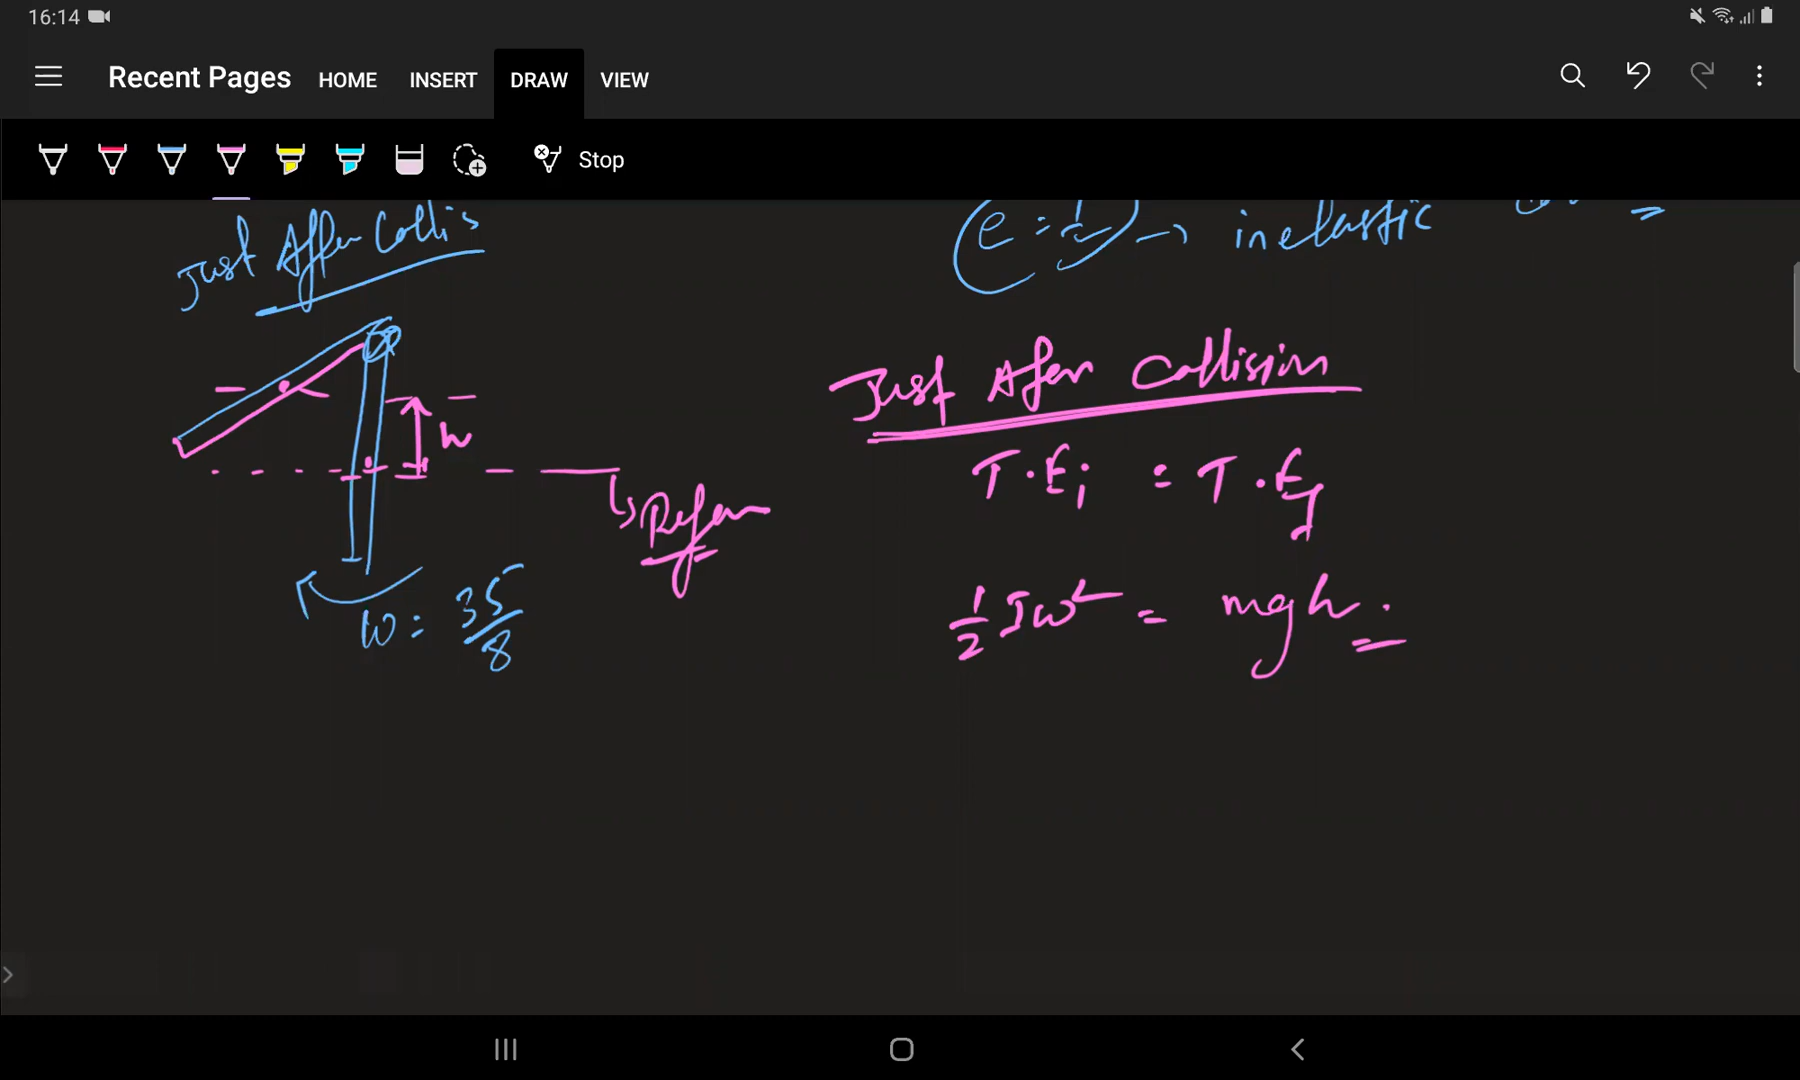 16:14
Recent Pages HOME INSERT DRAW VIEW
Stop
Just After Collis
e = 1/2 → inelastic
Just After Collision
h
T.Ei = T.Ef
Refer
1/2 Iω² = mgh.
ω = 35/8